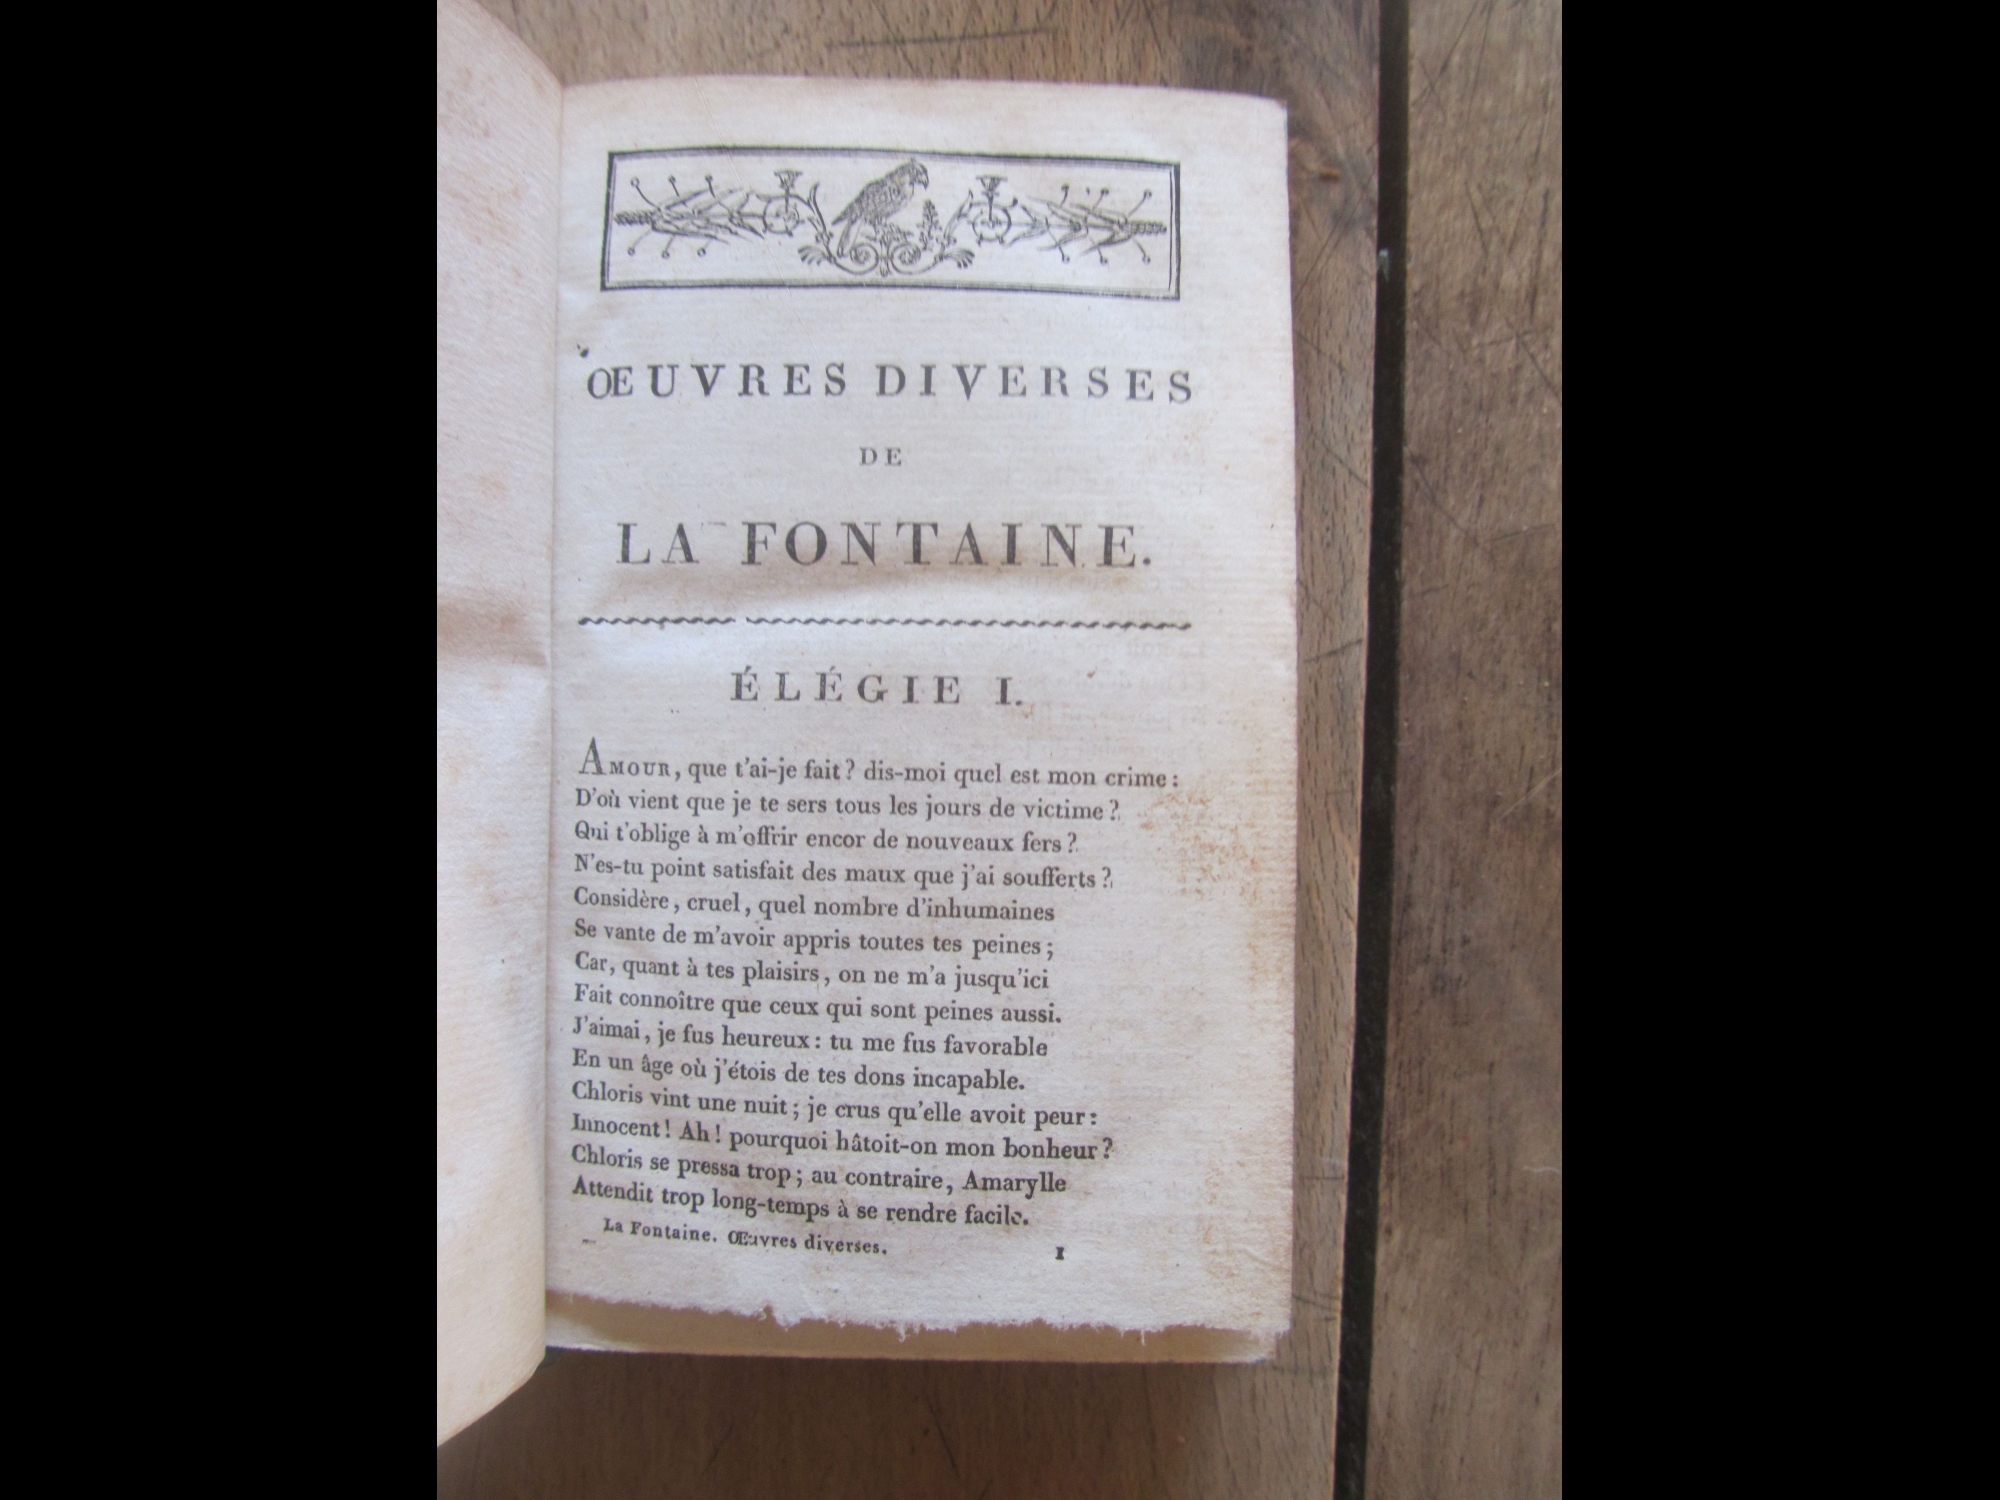 ŒUVRES DIVERSES
DE
LA FONTAINE.
ÉLÉGIE I.
AMOUR, que t'ai-je fait? dis-moi quel est mon crime:
D'où vient que je te sers tous les jours de victime?
Qui t'oblige à m'offrir encor de nouveaux fers?
N'es-tu point satisfait des maux que j'ai soufferts?
Considère, cruel, quel nombre d'inhumaines
Se vante de m'avoir appris toutes tes peines;
Car, quant à tes plaisirs, on ne m'a jusqu'ici
Fait connoître que ceux qui sont peines aussi.
J'aimai, je fus heureux: tu me fus favorable
En un âge où j'étois de tes dons incapable.
Chloris vint une nuit; je crus qu'elle avoit peur:
Innocent! Ah! pourquoi hâtoit-on mon bonheur?
Chloris se pressa trop; au contraire, Amarylle
Attendit trop long-temps à se rendre facile.
La Fontaine. Œuvres diverses. 1